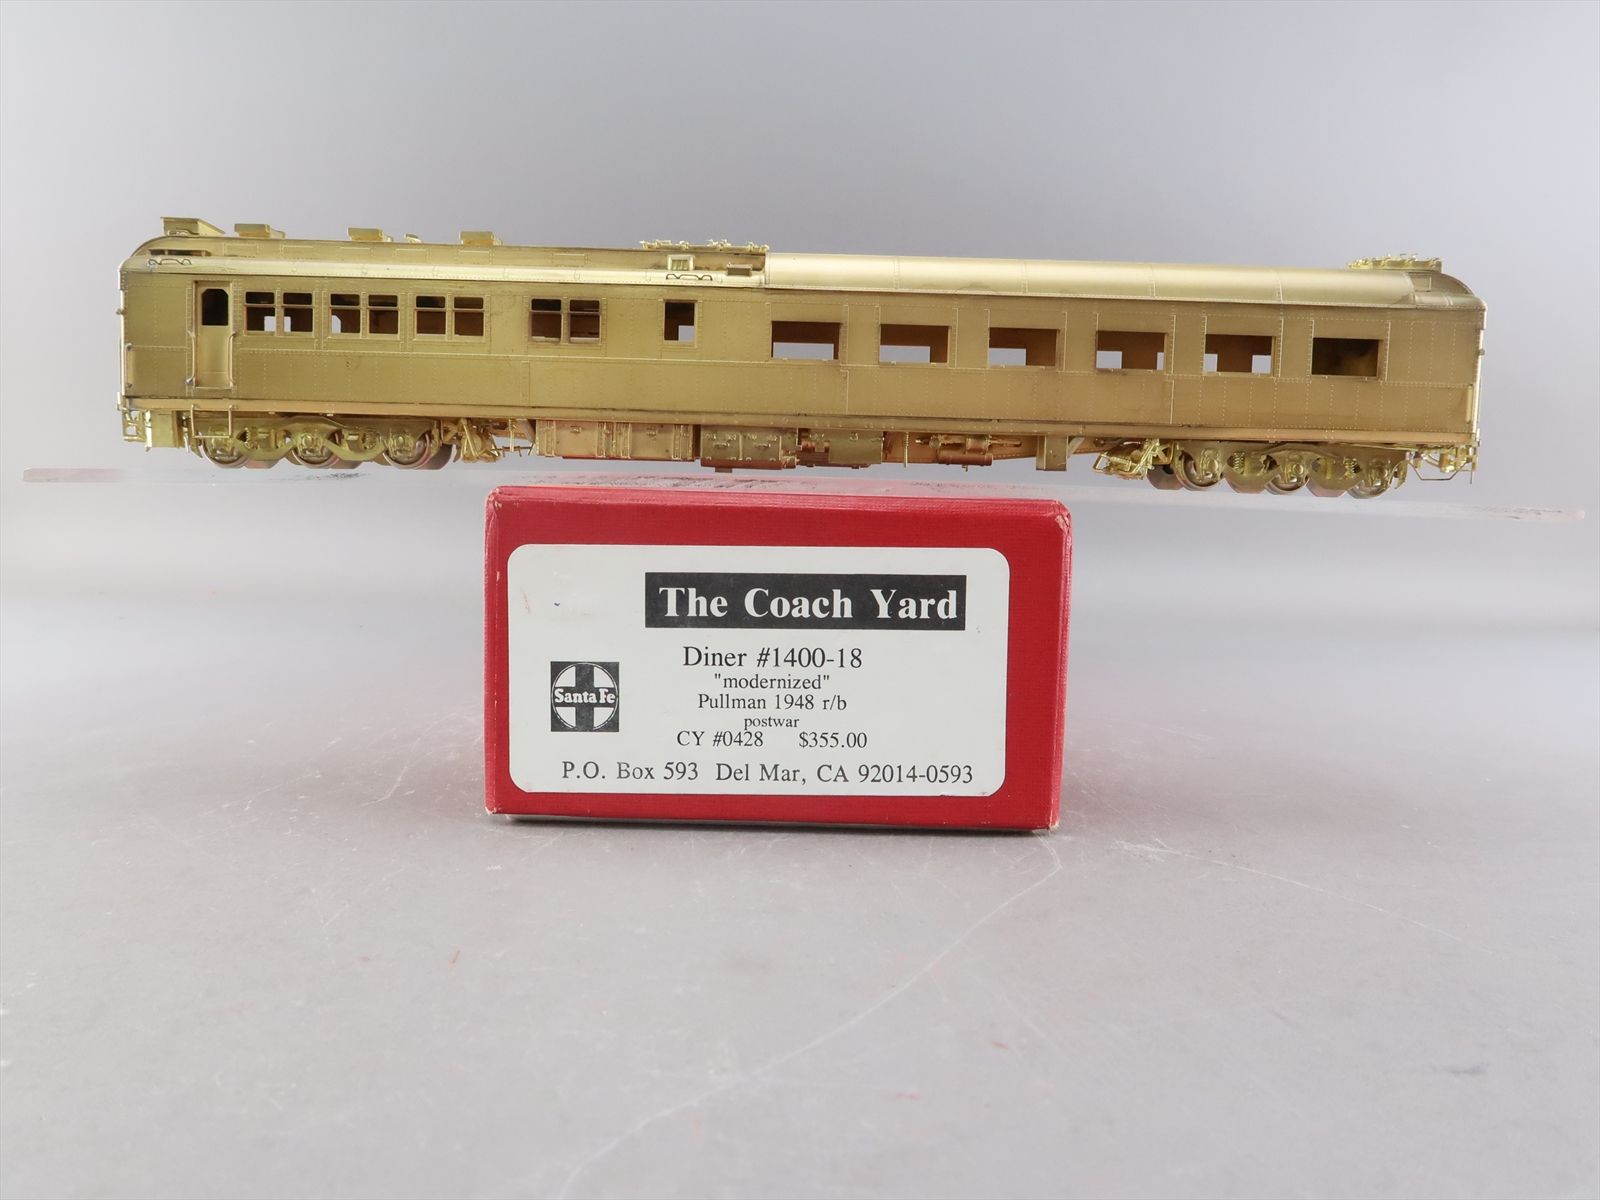 The Coach Yard
Diner #1400-18
"modernized"
Santa Fe
Pullman 1948 r/b
postwar
CY #0428 $355.00
P.O. Box 593 Del Mar, CA 92014-0593